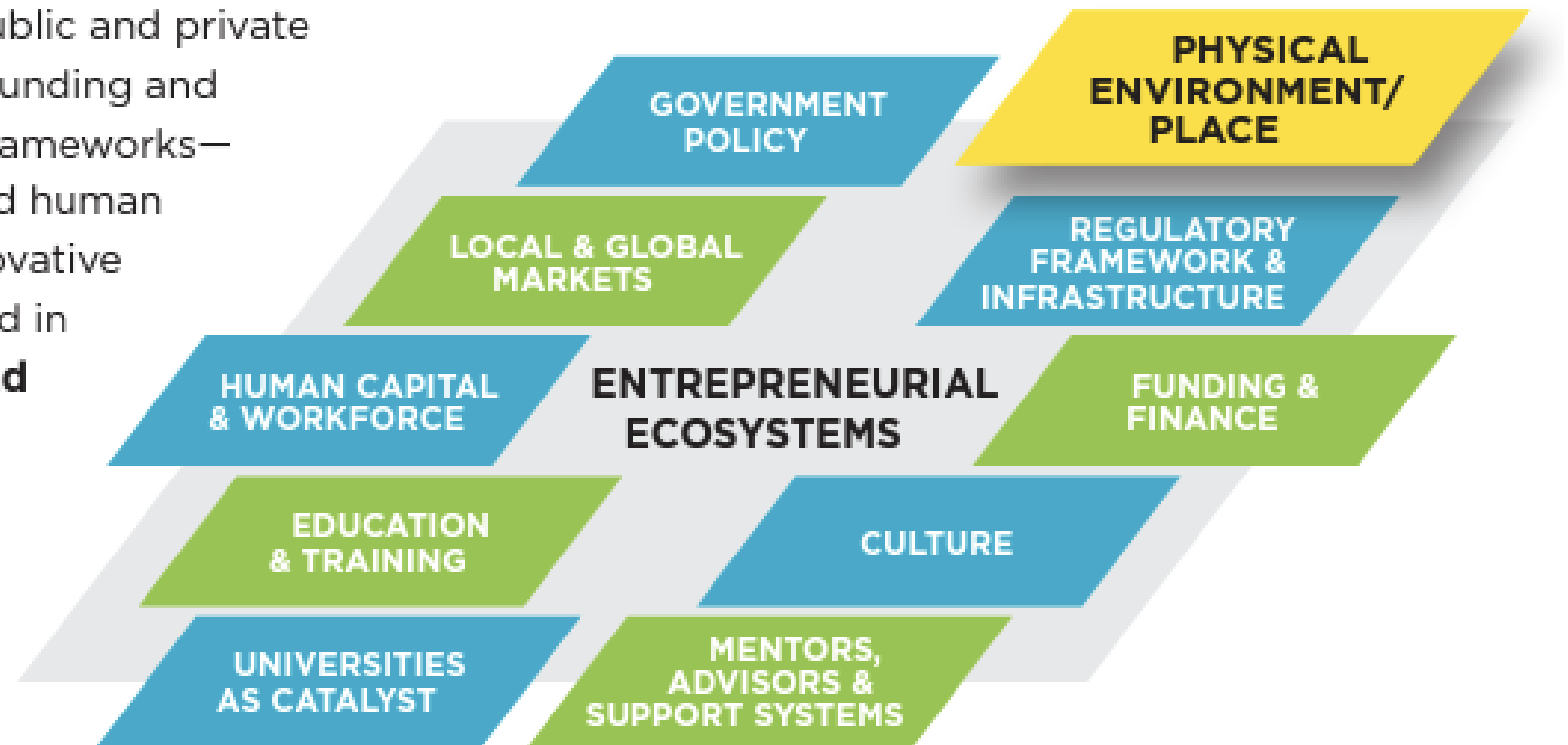 ublic and private
unding and
ameworks—
d human
ovative
d in
d
GOVERNMENT
POLICY
PHYSICAL
ENVIRONMENT/
PLACE
LOCAL & GLOBAL
MARKETS
REGULATORY
FRAMEWORK &
INFRASTRUCTURE
HUMAN CAPITAL
& WORKFORCE
ENTREPRENEURIAL
ECOSYSTEMS
FUNDING &
FINANCE
EDUCATION
& TRAINING
CULTURE
UNIVERSITIES
AS CATALYST
MENTORS,
ADVISORS &
SUPPORT SYSTEMS